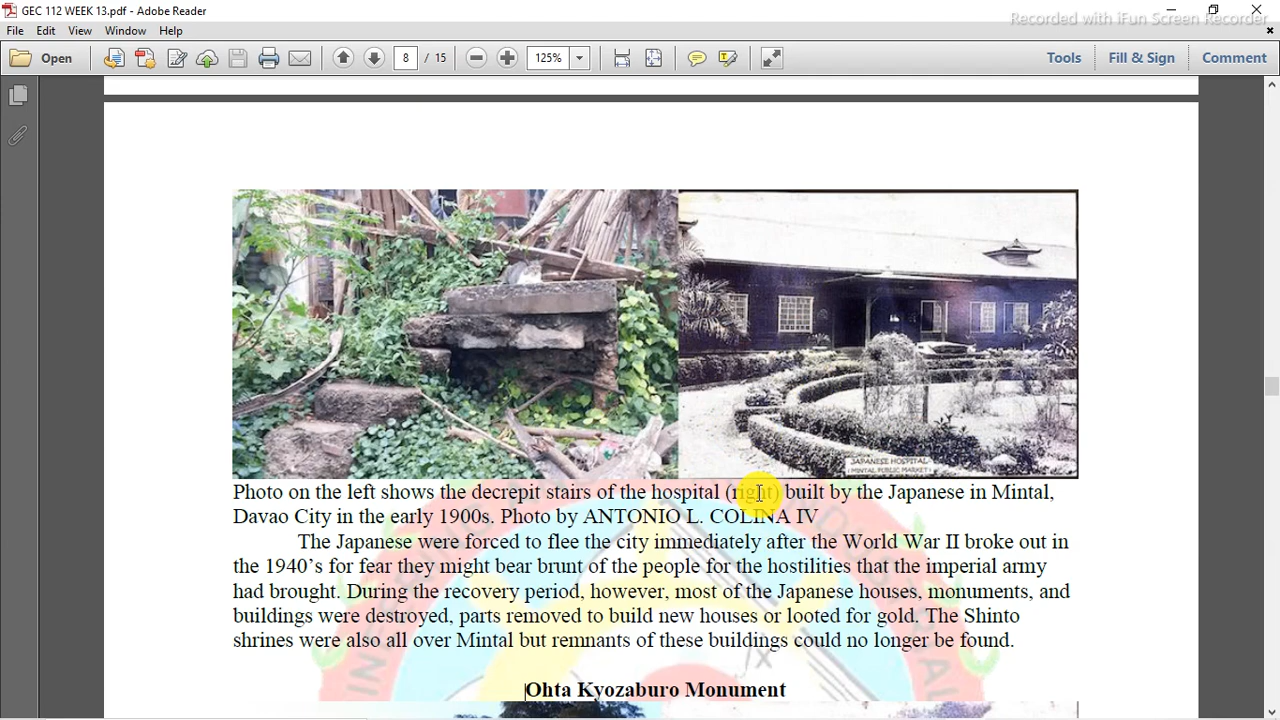 GEC 112 WEEK 13.pdf - Adobe Reader
Recorded with iFun Screen Recorder
File Edit View Window Help
Open 8 / 15 125% Tools Fill & Sign Comment
JAPANESE HOSPITAL
MINTAL PUBLIC MARKET
Photo on the left shows the decrepit stairs of the hospital (right) built by the Japanese in Mintal,
Davao City in the early 1900s. Photo by ANTONIO L. COLINA IV
The Japanese were forced to flee the city immediately after the World War II broke out in
the 1940’s for fear they might bear brunt of the people for the hostilities that the imperial army
had brought. During the recovery period, however, most of the Japanese houses, monuments, and
buildings were destroyed, parts removed to build new houses or looted for gold. The Shinto
shrines were also all over Mintal but remnants of these buildings could no longer be found.
Ohta Kyozaburo Monument